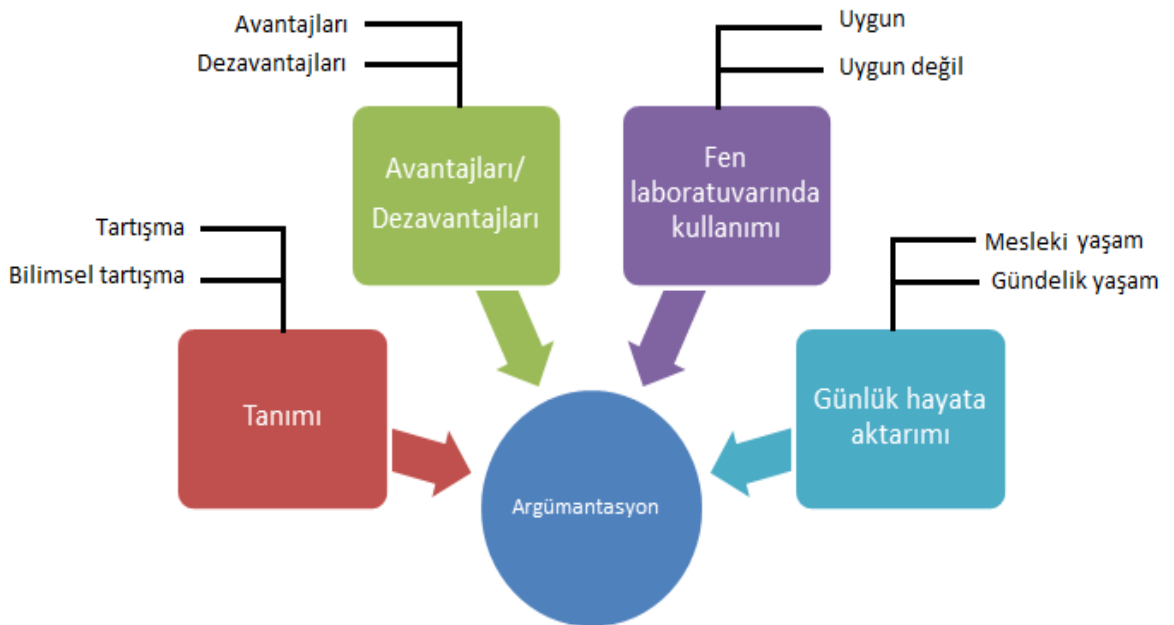 Avantajları
Dezavantajları
Uygun
Uygun değil
Avantajları/
Dezavantajları
Fen
laboratuvarında
kullanımı
Tartışma
Bilimsel tartışma
Mesleki yaşam
Gündelik yaşam
Tanımı
Günlük hayata
aktarımı
Argümantasyon